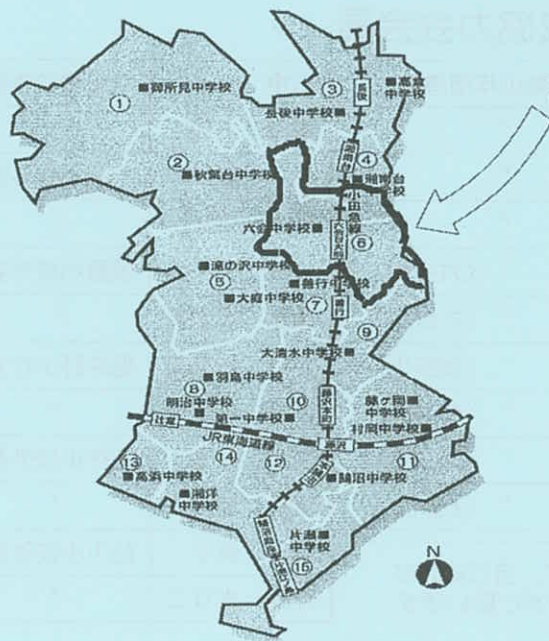 ①
■御所見中学校
③
長後
高倉■
中学校
長後中学校■
②
■秋葉台中学校
湘南台
④
■湘南台
中学校
小田急線
六会中学校■
六会日大前
⑥
■滝の沢中学校
⑤
■善行中学校
■大庭中学校
⑦
善行
⑨
大清水中学校■
⑧
■羽鳥中学校
⑩
藤沢本町
藤ヶ岡■
中学校
明治中学校
■
第一中学校■
村岡中学校■
辻堂
JR東海道線
藤沢
⑬
■高浜中学校
⑭
⑫
⑪
■鵠沼中学校
■湘洋
中学校
片瀬■
中学校
⑮
N